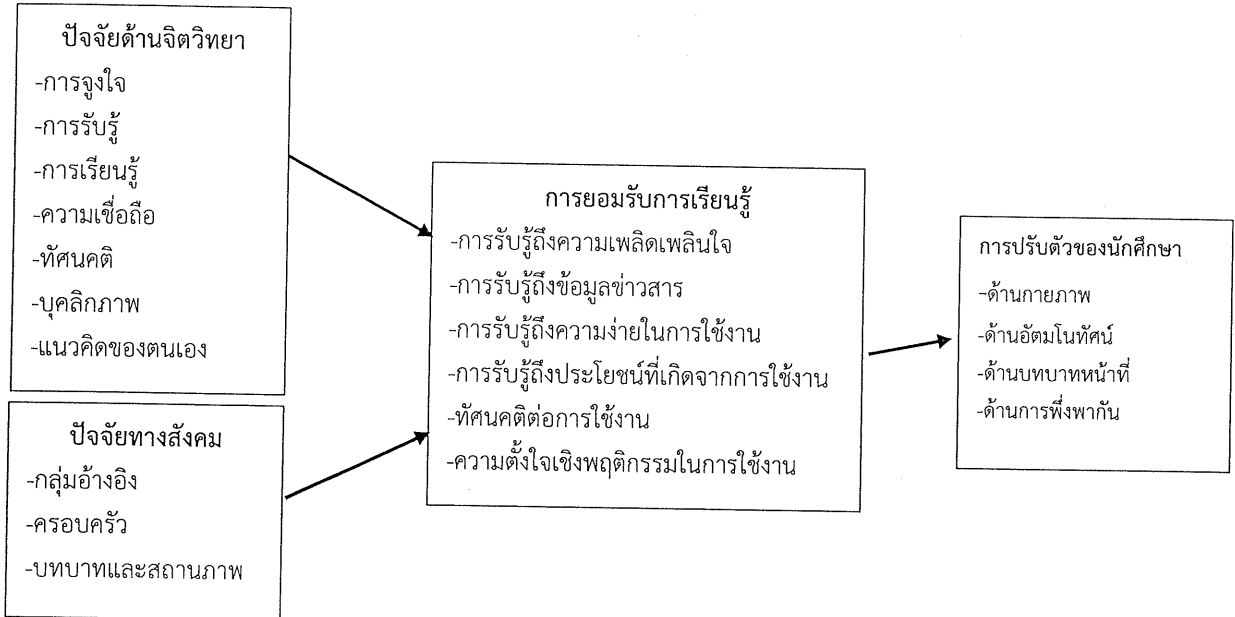 ปัจจัยด้านจิตวิทยา
-การจูงใจ
-การรับรู้
-การเรียนรู้
-ความเชื่อถือ
-ทัศนคติ
-บุคลิกภาพ
-แนวคิดของตนเอง
ปัจจัยทางสังคม
-กลุ่มอ้างอิง
-ครอบครัว
-บทบาทและสถานภาพ
การยอมรับการเรียนรู้
-การรับรู้ถึงความเพลิดเพลินใจ
-การรับรู้ถึงข้อมูลข่าวสาร
-การรับรู้ถึงความง่ายในการใช้งาน
-การรับรู้ถึงประโยชน์ที่เกิดจากการใช้งาน
-ทัศนคติต่อการใช้งาน
-ความตั้งใจเชิงพฤติกรรมในการใช้งาน
การปรับตัวของนักศึกษา
-ด้านกายภาพ
-ด้านอัตมโนทัศน์
-ด้านบทบาทหน้าที่
-ด้านการพึ่งพากัน